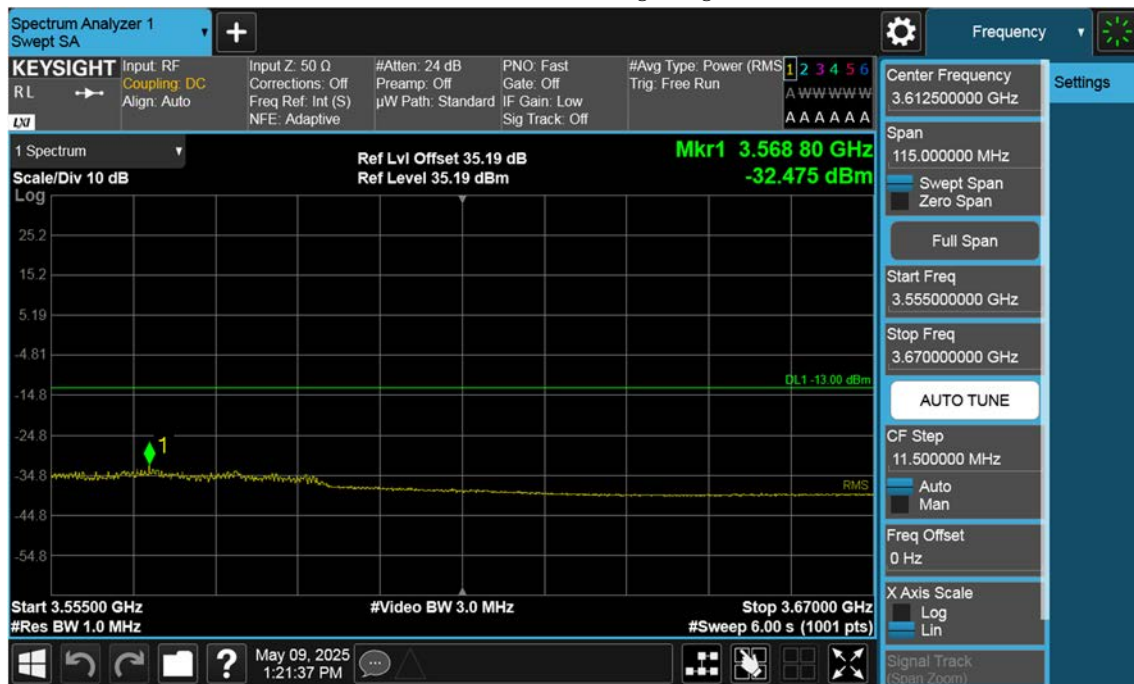 Spectrum Analyzer 1
Swept SA
Frequency
KEYSIGHT
R L
LXI
Input: RF
Coupling: DC
Align: Auto
Input Z: 50 Ω
Corrections: Off
Freq Ref: Int (S)
NFE: Adaptive
#Atten: 24 dB
Preamp: Off
µW Path: Standard
PNO: Fast
Gate: Off
IF Gain: Low
Sig Track: Off
#Avg Type: Power (RMS
Trig: Free Run
1 2 3 4 5 6
A W W W W W
A A A A A A
1 Spectrum
Scale/Div 10 dB
Ref Lvl Offset 35.19 dB
Ref Level 35.19 dBm
Mkr1 3.568 80 GHz
-32.475 dBm
Log
25.2
15.2
5.19
-4.81
DL1 -13.00 dBm
-14.8
-24.8
1
-34.8
RMS
-44.8
-54.8
Start 3.55500 GHz
#Res BW 1.0 MHz
#Video BW 3.0 MHz
Stop 3.67000 GHz
#Sweep 6.00 s (1001 pts)
May 09, 2025
1:21:37 PM
Center Frequency
3.612500000 GHz
Settings
Span
115.000000 MHz
Swept Span
Zero Span
Full Span
Start Freq
3.555000000 GHz
Stop Freq
3.670000000 GHz
AUTO TUNE
CF Step
11.500000 MHz
Auto
Man
Freq Offset
0 Hz
X Axis Scale
Log
Lin
Signal Track
(Span Zoom)